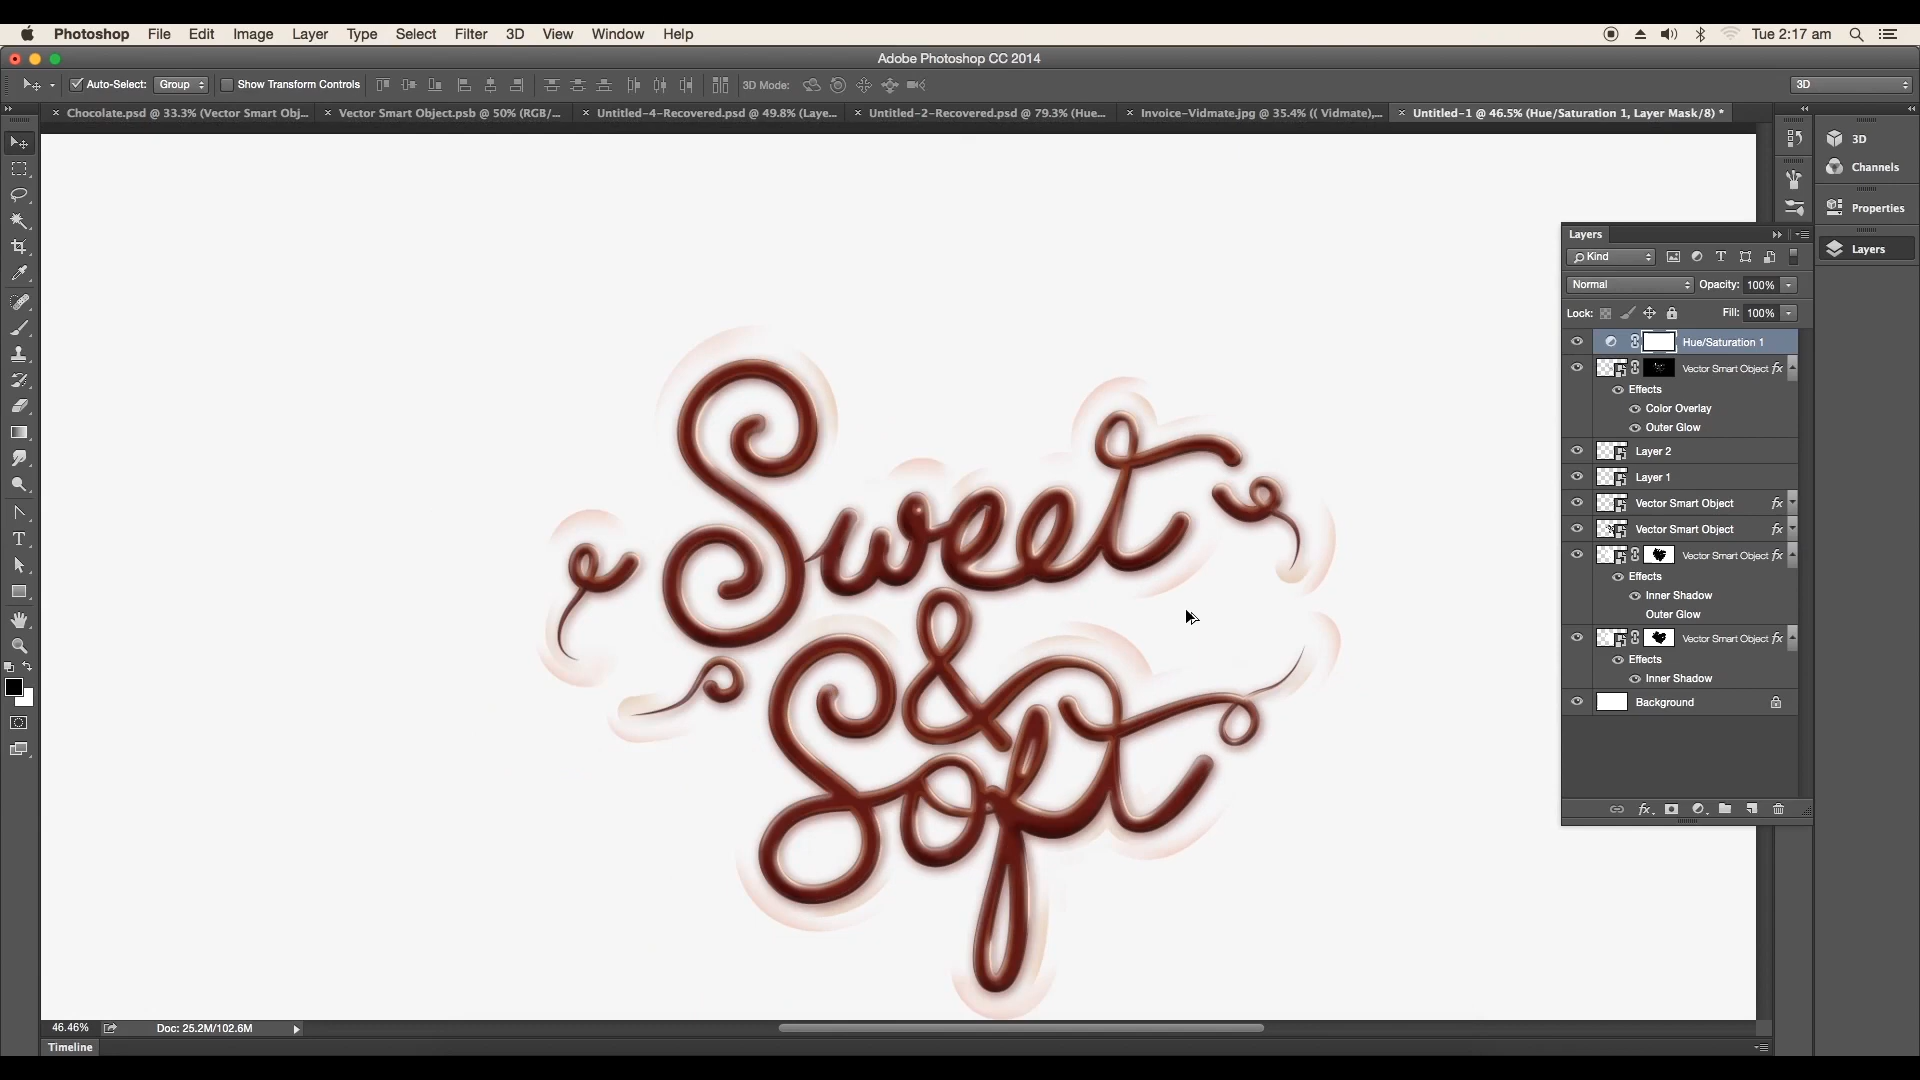 Photoshop File Edit Image Layer Type Select Filter 3D View Window Help Tue 2:17 am
Adobe Photoshop CC 2014
Auto-Select: Group Show Transform Controls 3D Mode: 3D
Chocolate.psd @ 33.3% (Vector Smart Obj... Vector Smart Object.psb @ 50% (RGB/... Untitled-4-Recovered.psd @ 49.8% (Laye... Untitled-2-Recovered.psd @ 79.3% (Hue... Invoice-Vidmate.jpg @ 35.4% (( Vidmate),... Untitled-1 @ 46.5% (Hue/Saturation 1, Layer Mask/8) *
3D
Channels
Properties
Layers
Layers
Kind
Normal Opacity: 100%
Lock: Fill: 100%
Hue/Saturation 1
Vector Smart Object fx
Effects
Color Overlay
Outer Glow
Layer 2
Layer 1
Vector Smart Object fx
Vector Smart Object fx
Vector Smart Object fx
Effects
Inner Shadow
Outer Glow
Vector Smart Object fx
Effects
Inner Shadow
Background
fx
Sweet
&
Soft
46.46% Doc: 25.2M/102.6M
Timeline